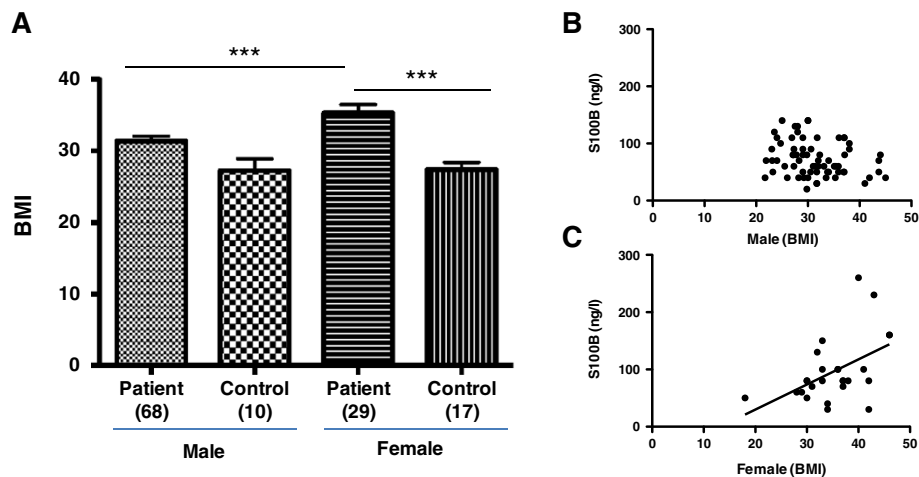 A
***
***
40
30
20
10
0
BMI
Patient Control Patient Control
(68) (10) (29) (17)
Male Female
B
300
200
100
0
S100B (ng/l)
0 10 20 30 40 50
Male (BMI)
C
300
200
100
0
S100B (ng/l)
0 10 20 30 40 50
Female (BMI)